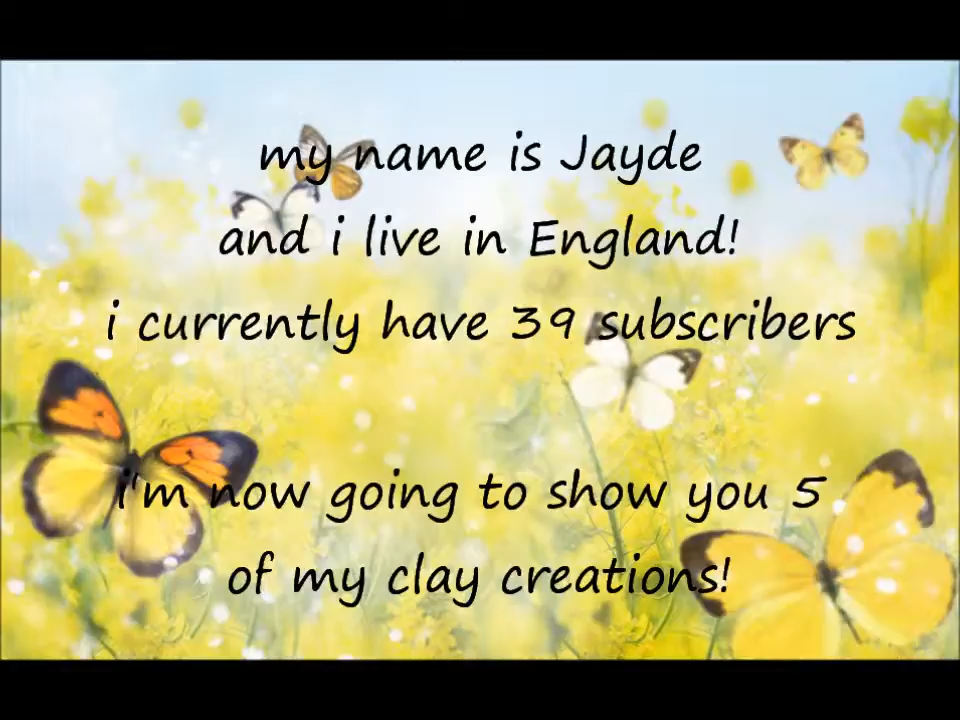 my name is Jayde
and i live in England!
i currently have 39 subscribers
i'm now going to show you 5
of my clay creations!